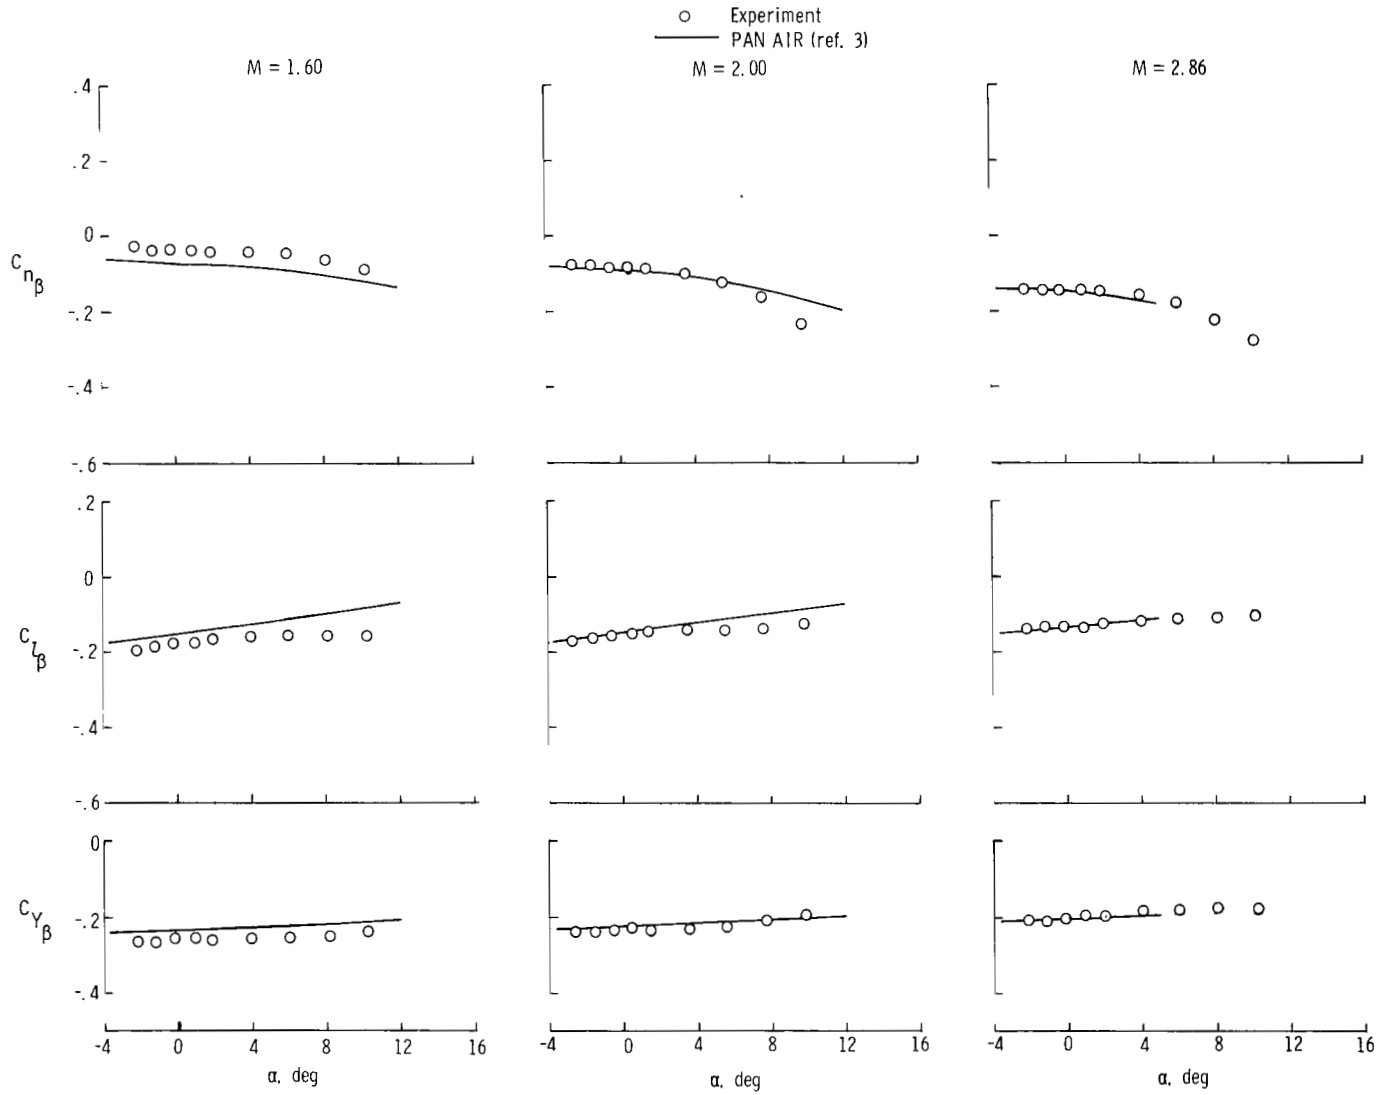 Experiment
PAN AIR (ref. 3)
M = 1.60
M = 2.00
M = 2.86
.4
.2
0
-.2
-.4
-.6
C n β
.2
0
-.2
-.4
-.6
C l β
0
-.2
-.4
C Y β
-4 0 4 8 12 16
-4 0 4 8 12 16
-4 0 4 8 12 16
α, deg
α, deg
α, deg